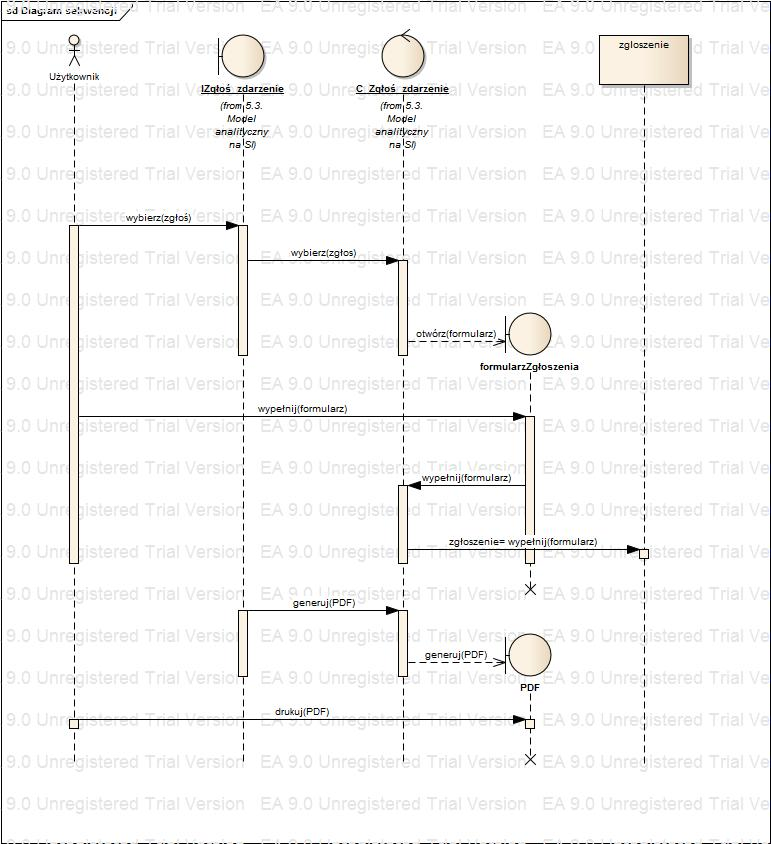 sd Diagram sekwencji
zgloszenie
Użytkownik
IZgłoś_zdarzenie
(from 5.3.
Model
analityczny
na SI)
C_Zgłoś_zdarzenie
(from 5.3.
Model
analityczny
na SI)
wybierz(zgłoś)
wybierz(zgłos)
otwórz(formularz)
formularzZgłoszenia
wypełnij(formularz)
wypełnij(formularz)
zgłoszenie= wypełnij(formularz)
generuj(PDF)
generuj(PDF)
PDF
drukuj(PDF)
EA 9.0 Unregistered Trial Version